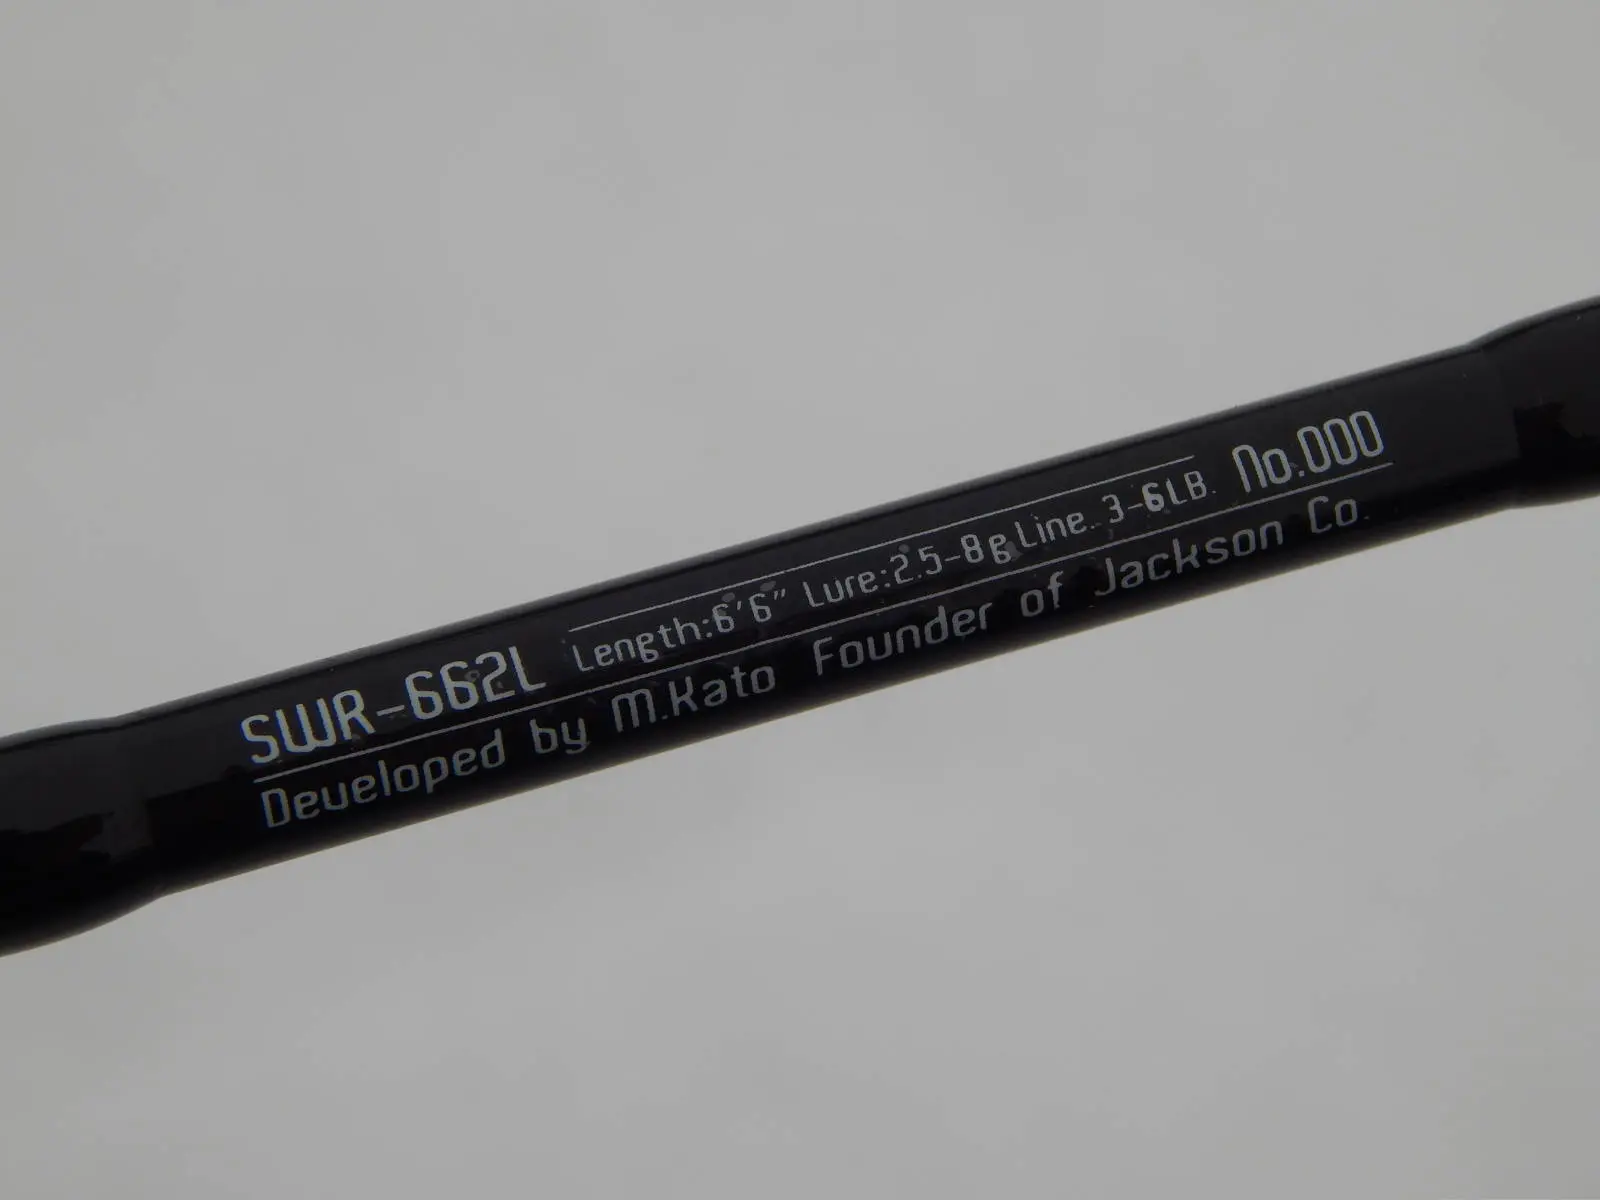 SWR-662L Length:6'6" Lure:2.5-8g Line. 3-6LB. No.000
Developed by M.Kato Founder of Jackson Co.